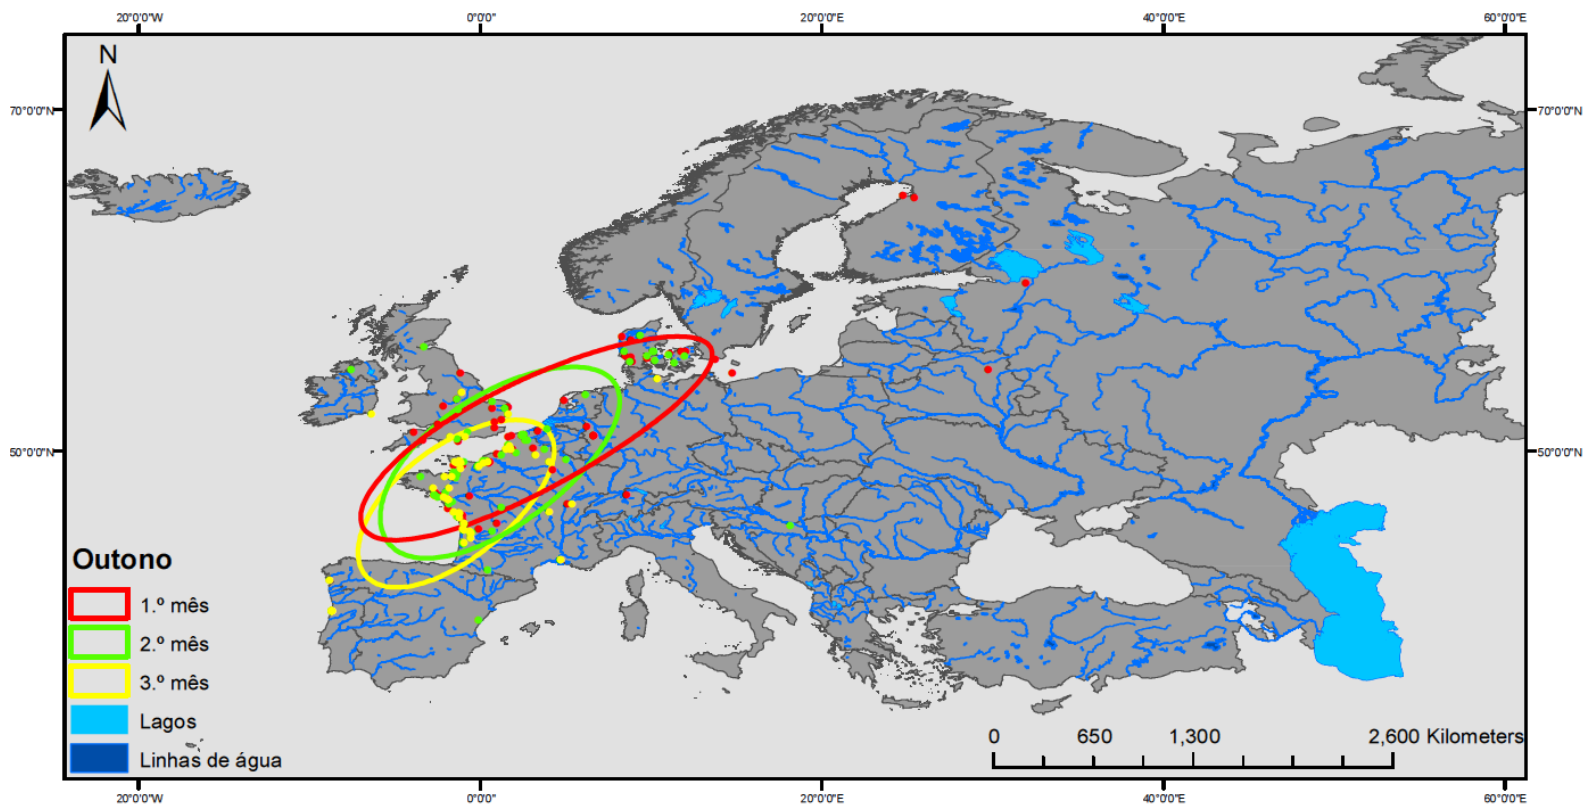 20°0'0"W 0°0'0" 20°0'0"E 40°0'0"E 60°0'0"E
N
70°0'0"N 70°0'0"N
50°0'0"N 50°0'0"N
Outono
1.º mês
2.º mês
3.º mês
Lagos
Linhas de água
0 650 1,300 2,600 Kilometers
20°0'0"W 0°0'0" 20°0'0"E 40°0'0"E 60°0'0"E